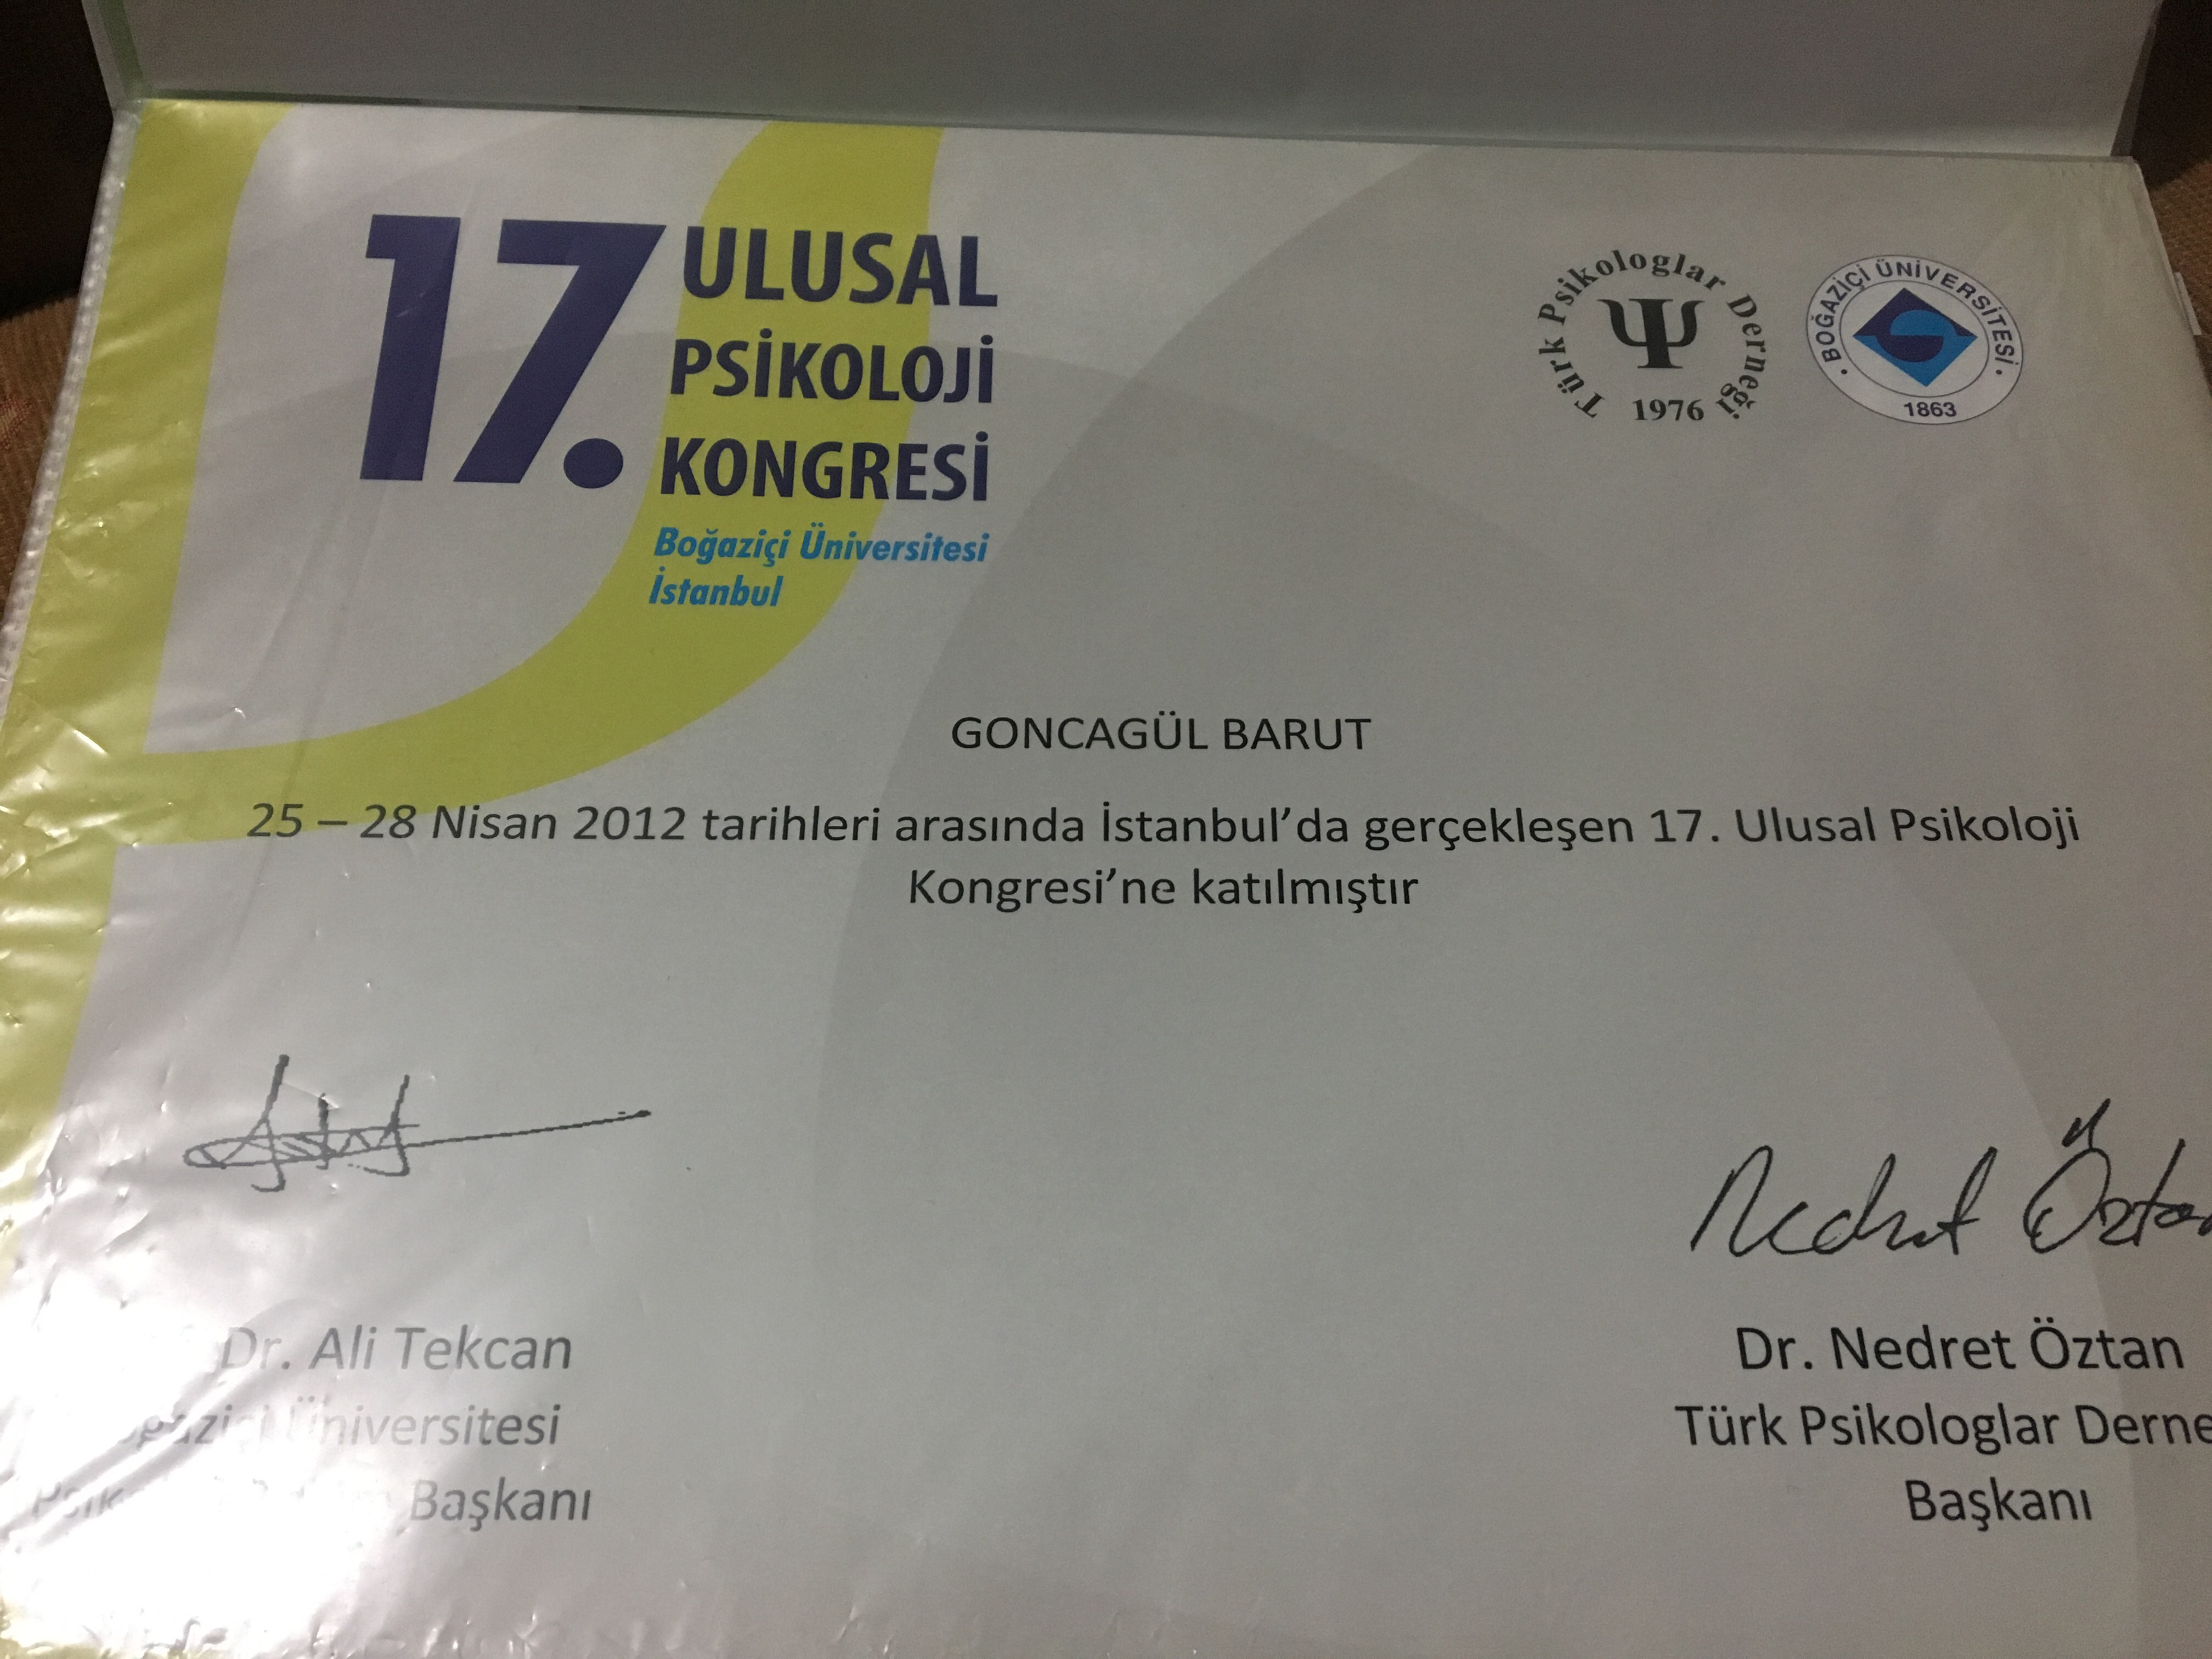 17. ULUSAL
PSİKOLOJİ
KONGRESİ
Boğaziçi Üniversitesi
İstanbul
Türk Psikologlar Derneği
1976
BOĞAZİÇİ ÜNİVERSİTESİ
1863
GONCAGÜL BARUT
25 – 28 Nisan 2012 tarihleri arasında İstanbul'da gerçekleşen 17. Ulusal Psikoloji
Kongresi'ne katılmıştır
Nedret Öztan
Dr. Ali Tekcan
Üniversitesi
Başkanı
Dr. Nedret Öztan
Türk Psikologlar Derne
Başkanı